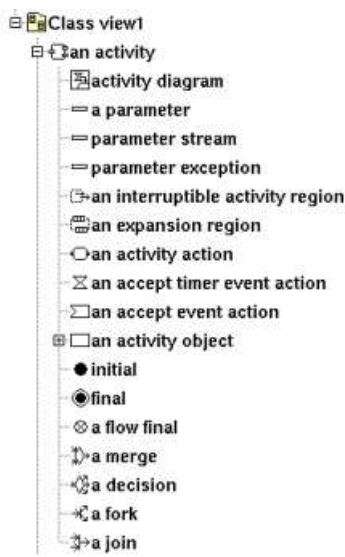 Class view1
an activity
activity diagram
a parameter
parameter stream
parameter exception
an interruptible activity region
an expansion region
an activity action
an accept timer event action
an accept event action
an activity object
initial
final
a flow final
a merge
a decision
a fork
a join